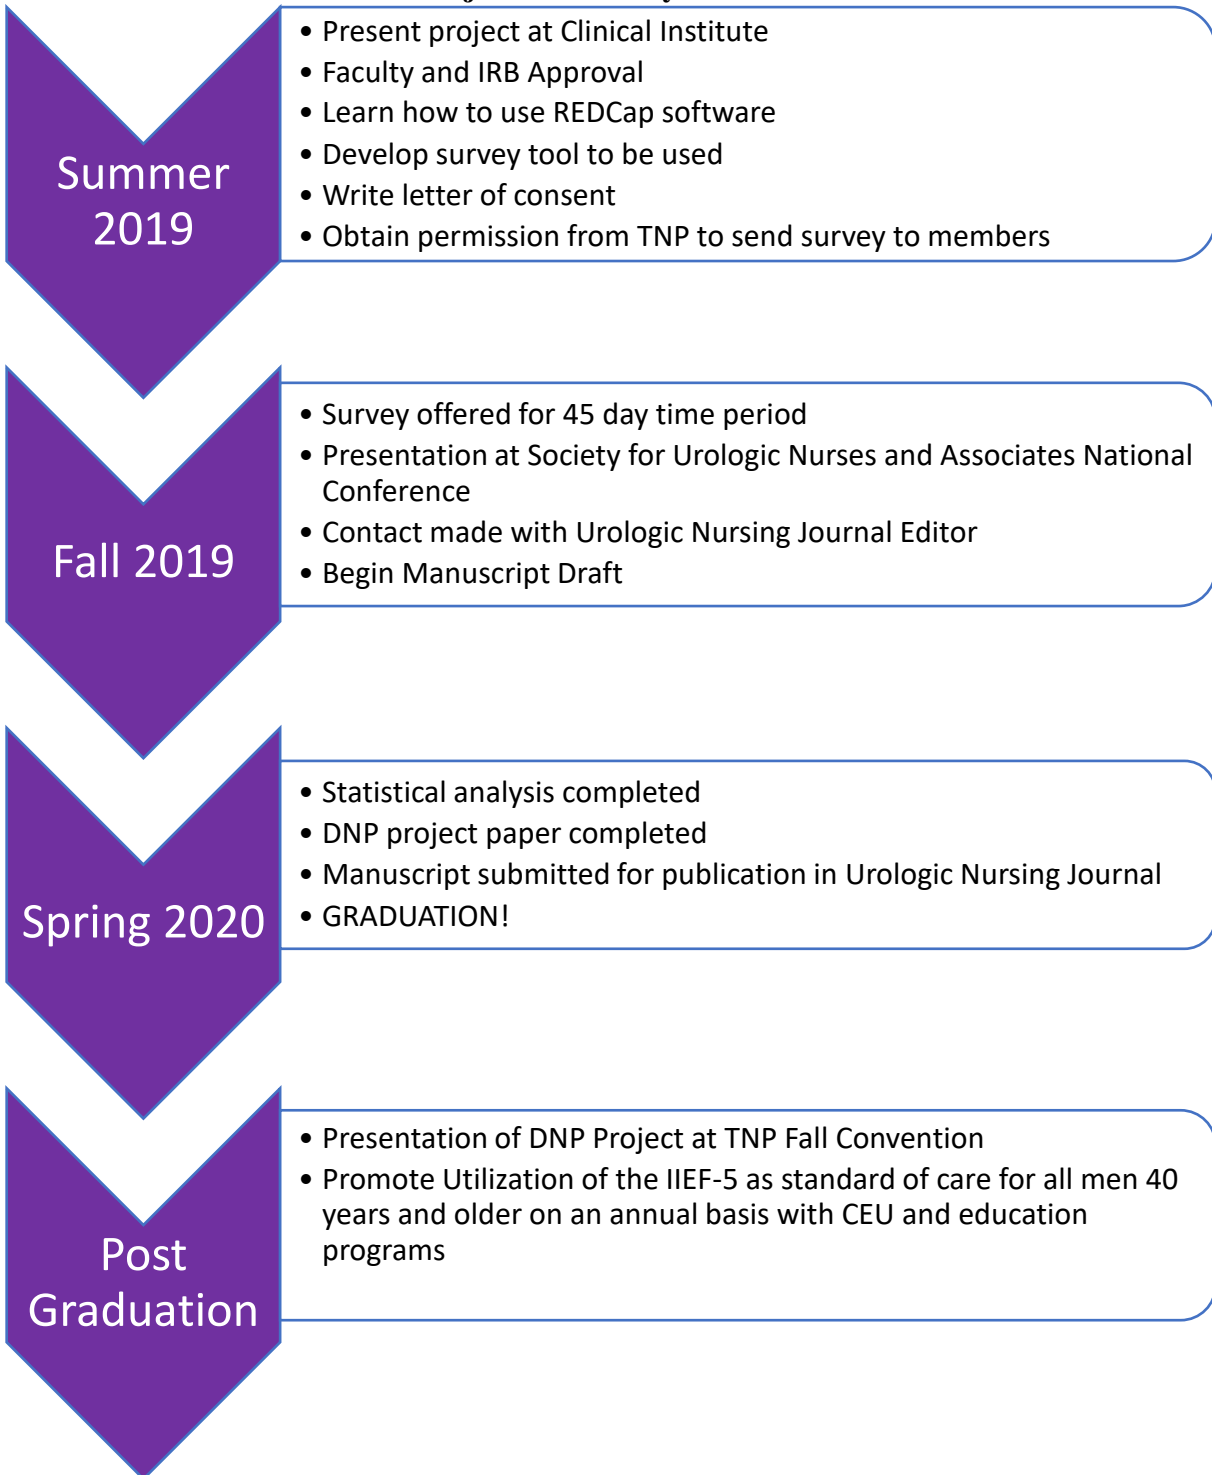 Summer
2019
• Present project at Clinical Institute
• Faculty and IRB Approval
• Learn how to use REDCap software
• Develop survey tool to be used
• Write letter of consent
• Obtain permission from TNP to send survey to members
Fall 2019
• Survey offered for 45 day time period
• Presentation at Society for Urologic Nurses and Associates National
Conference
• Contact made with Urologic Nursing Journal Editor
• Begin Manuscript Draft
Spring 2020
• Statistical analysis completed
• DNP project paper completed
• Manuscript submitted for publication in Urologic Nursing Journal
• GRADUATION!
Post
Graduation
• Presentation of DNP Project at TNP Fall Convention
• Promote Utilization of the IIEF-5 as standard of care for all men 40
years and older on an annual basis with CEU and education
programs